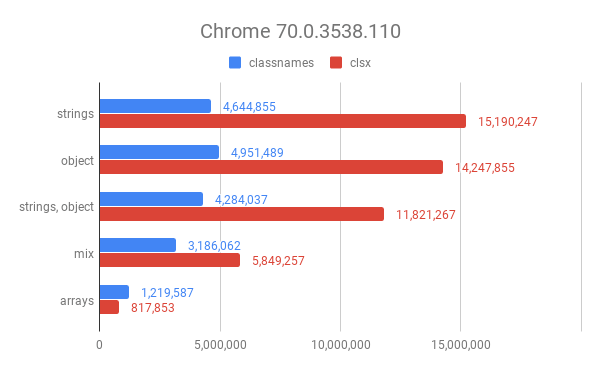 Chrome 70.0.3538.110
classnames clsx
strings 4,644,855
15,190,247
object 4,951,489
14,247,855
strings, object 4,284,037
11,821,267
mix 3,186,062
5,849,257
arrays 1,219,587
817,853
0 5,000,000 10,000,000 15,000,000